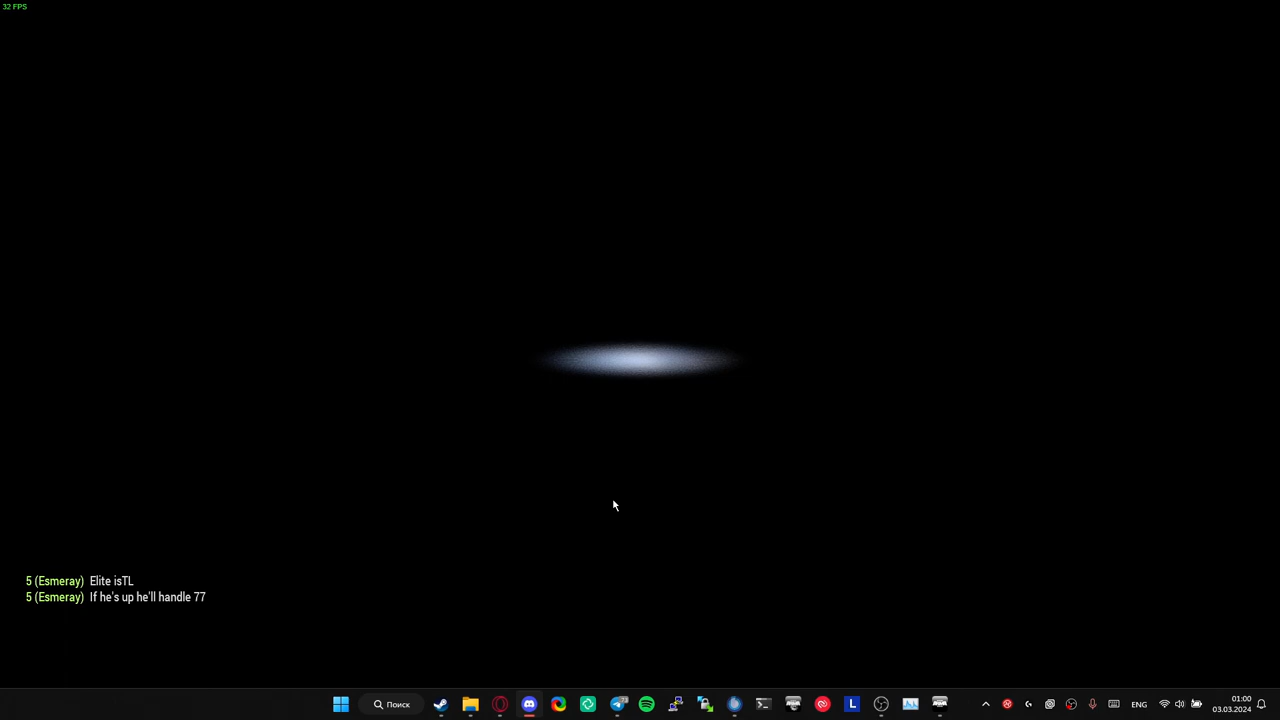 32 FPS
5 (Esmeray) Elite isTL
5 (Esmeray) If he's up he'll handle 77
Поиск
L
ENG
01:00
03.03.2024